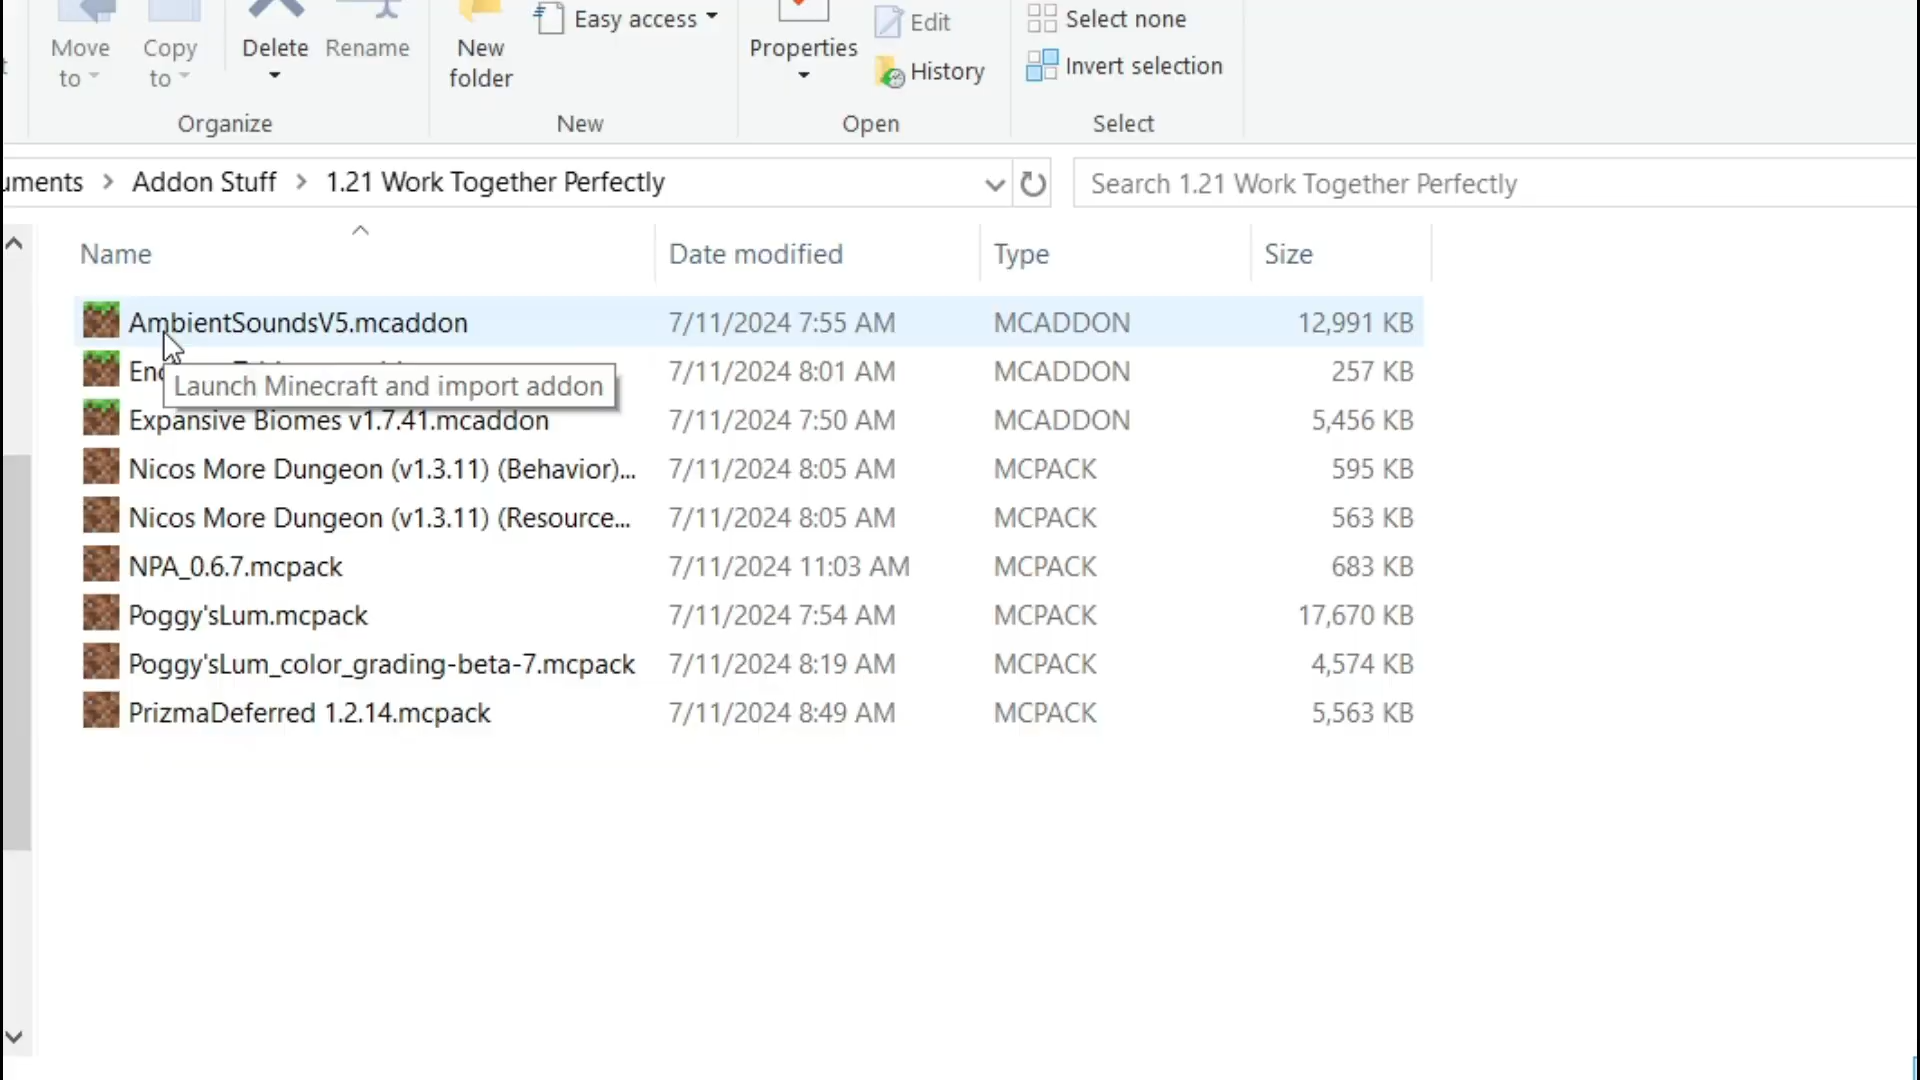 Move to
Copy to
Delete
Rename
New folder
Easy access
Properties
Edit
History
Select none
Invert selection
Organize
New
Open
Select
uments > Addon Stuff > 1.21 Work Together Perfectly
Search 1.21 Work Together Perfectly
Name Date modified Type Size
AmbientSoundsV5.mcaddon 7/11/2024 7:55 AM MCADDON 12,991 KB
7/11/2024 8:01 AM MCADDON 257 KB
Launch Minecraft and import addon
Expansive Biomes v1.7.41.mcaddon 7/11/2024 7:50 AM MCADDON 5,456 KB
Nicos More Dungeon (v1.3.11) (Behavior)... 7/11/2024 8:05 AM MCPACK 595 KB
Nicos More Dungeon (v1.3.11) (Resource... 7/11/2024 8:05 AM MCPACK 563 KB
NPA_0.6.7.mcpack 7/11/2024 11:03 AM MCPACK 683 KB
Poggy'sLum.mcpack 7/11/2024 7:54 AM MCPACK 17,670 KB
Poggy'sLum_color_grading-beta-7.mcpack 7/11/2024 8:19 AM MCPACK 4,574 KB
PrizmaDeferred 1.2.14.mcpack 7/11/2024 8:49 AM MCPACK 5,563 KB